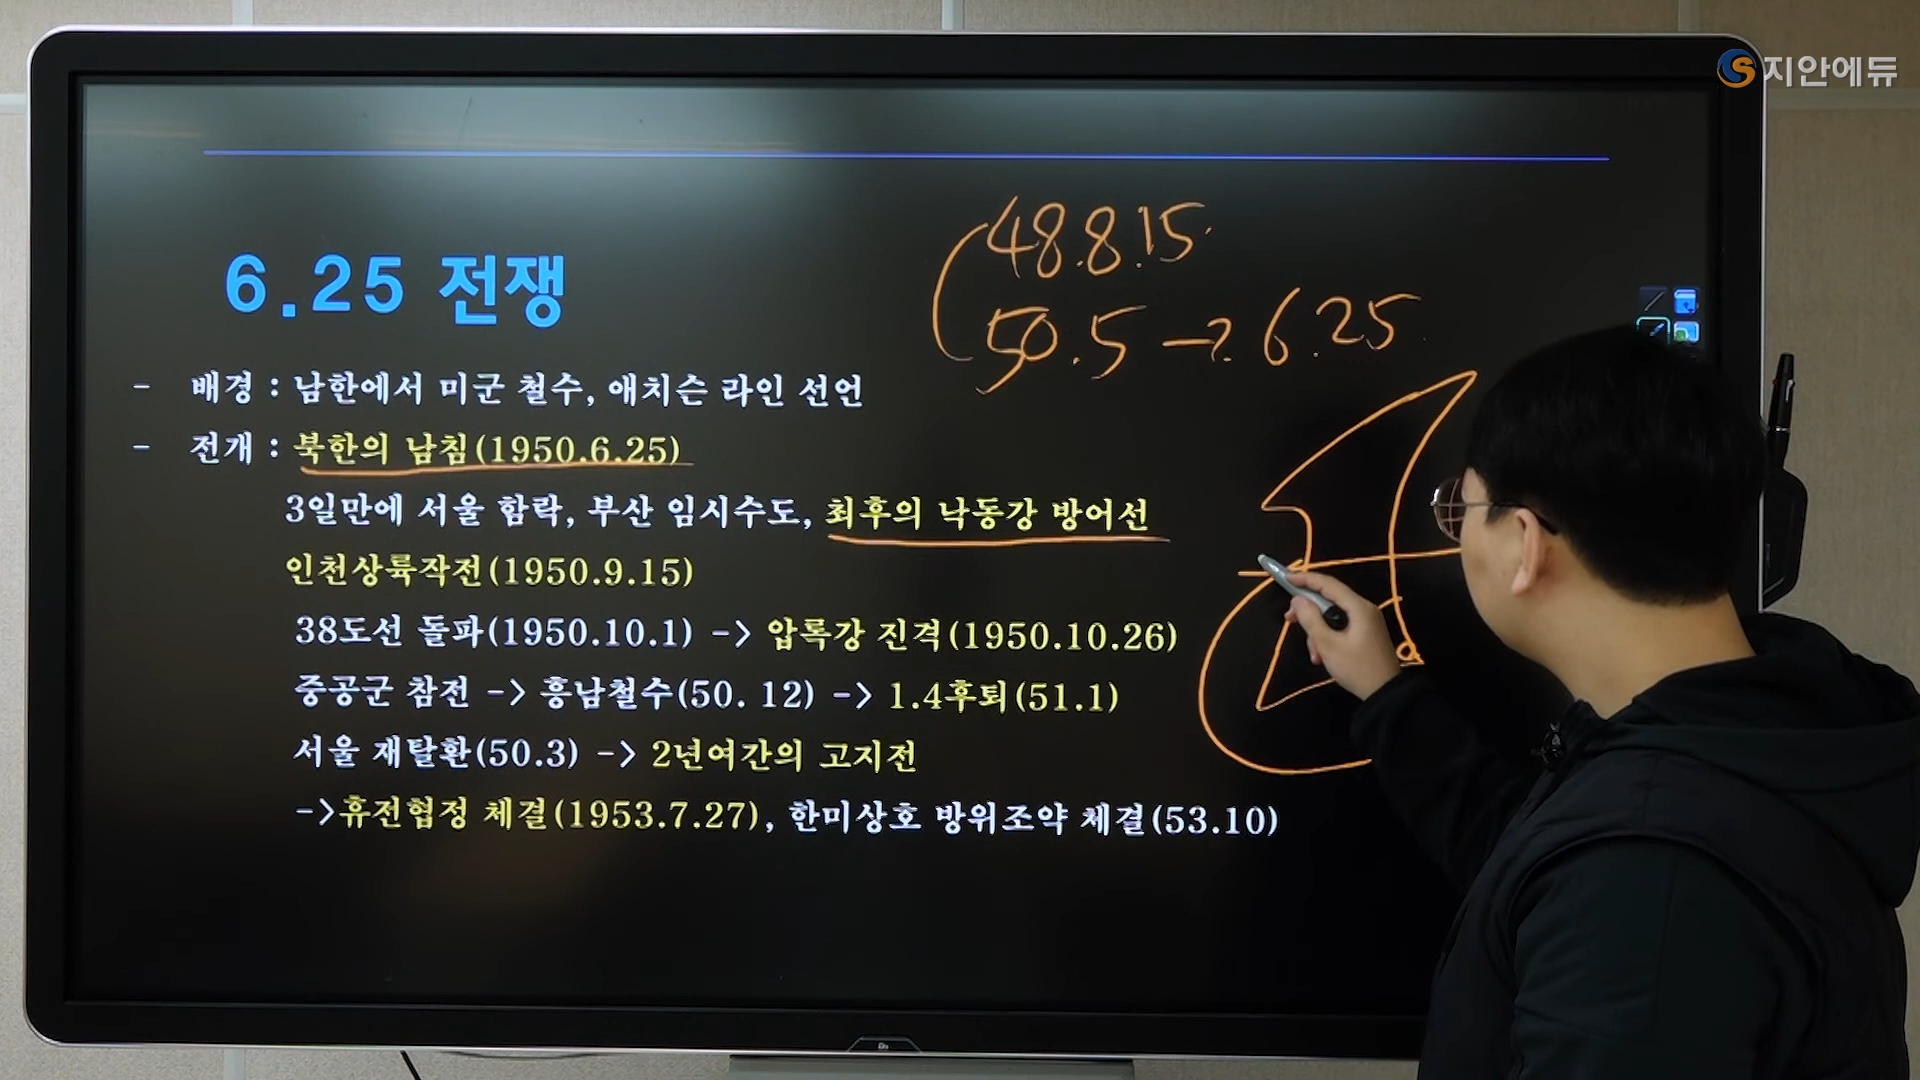 지안에듀
48.8.15.
50.5→?. 6.25
6.25 전쟁
- 배경 : 남한에서 미군 철수, 애치슨 라인 선언
- 전개 : 북한의 남침(1950.6.25)
3일만에 서울 함락, 부산 임시수도, 최후의 낙동강 방어선
인천상륙작전(1950.9.15)
38도선 돌파(1950.10.1) -> 압록강 진격(1950.10.26)
중공군 참전 -> 흥남철수(50. 12) -> 1.4후퇴(51.1)
서울 재탈환(50.3) -> 2년여간의 고지전
->휴전협정 체결(1953.7.27), 한미상호 방위조약 체결(53.10)